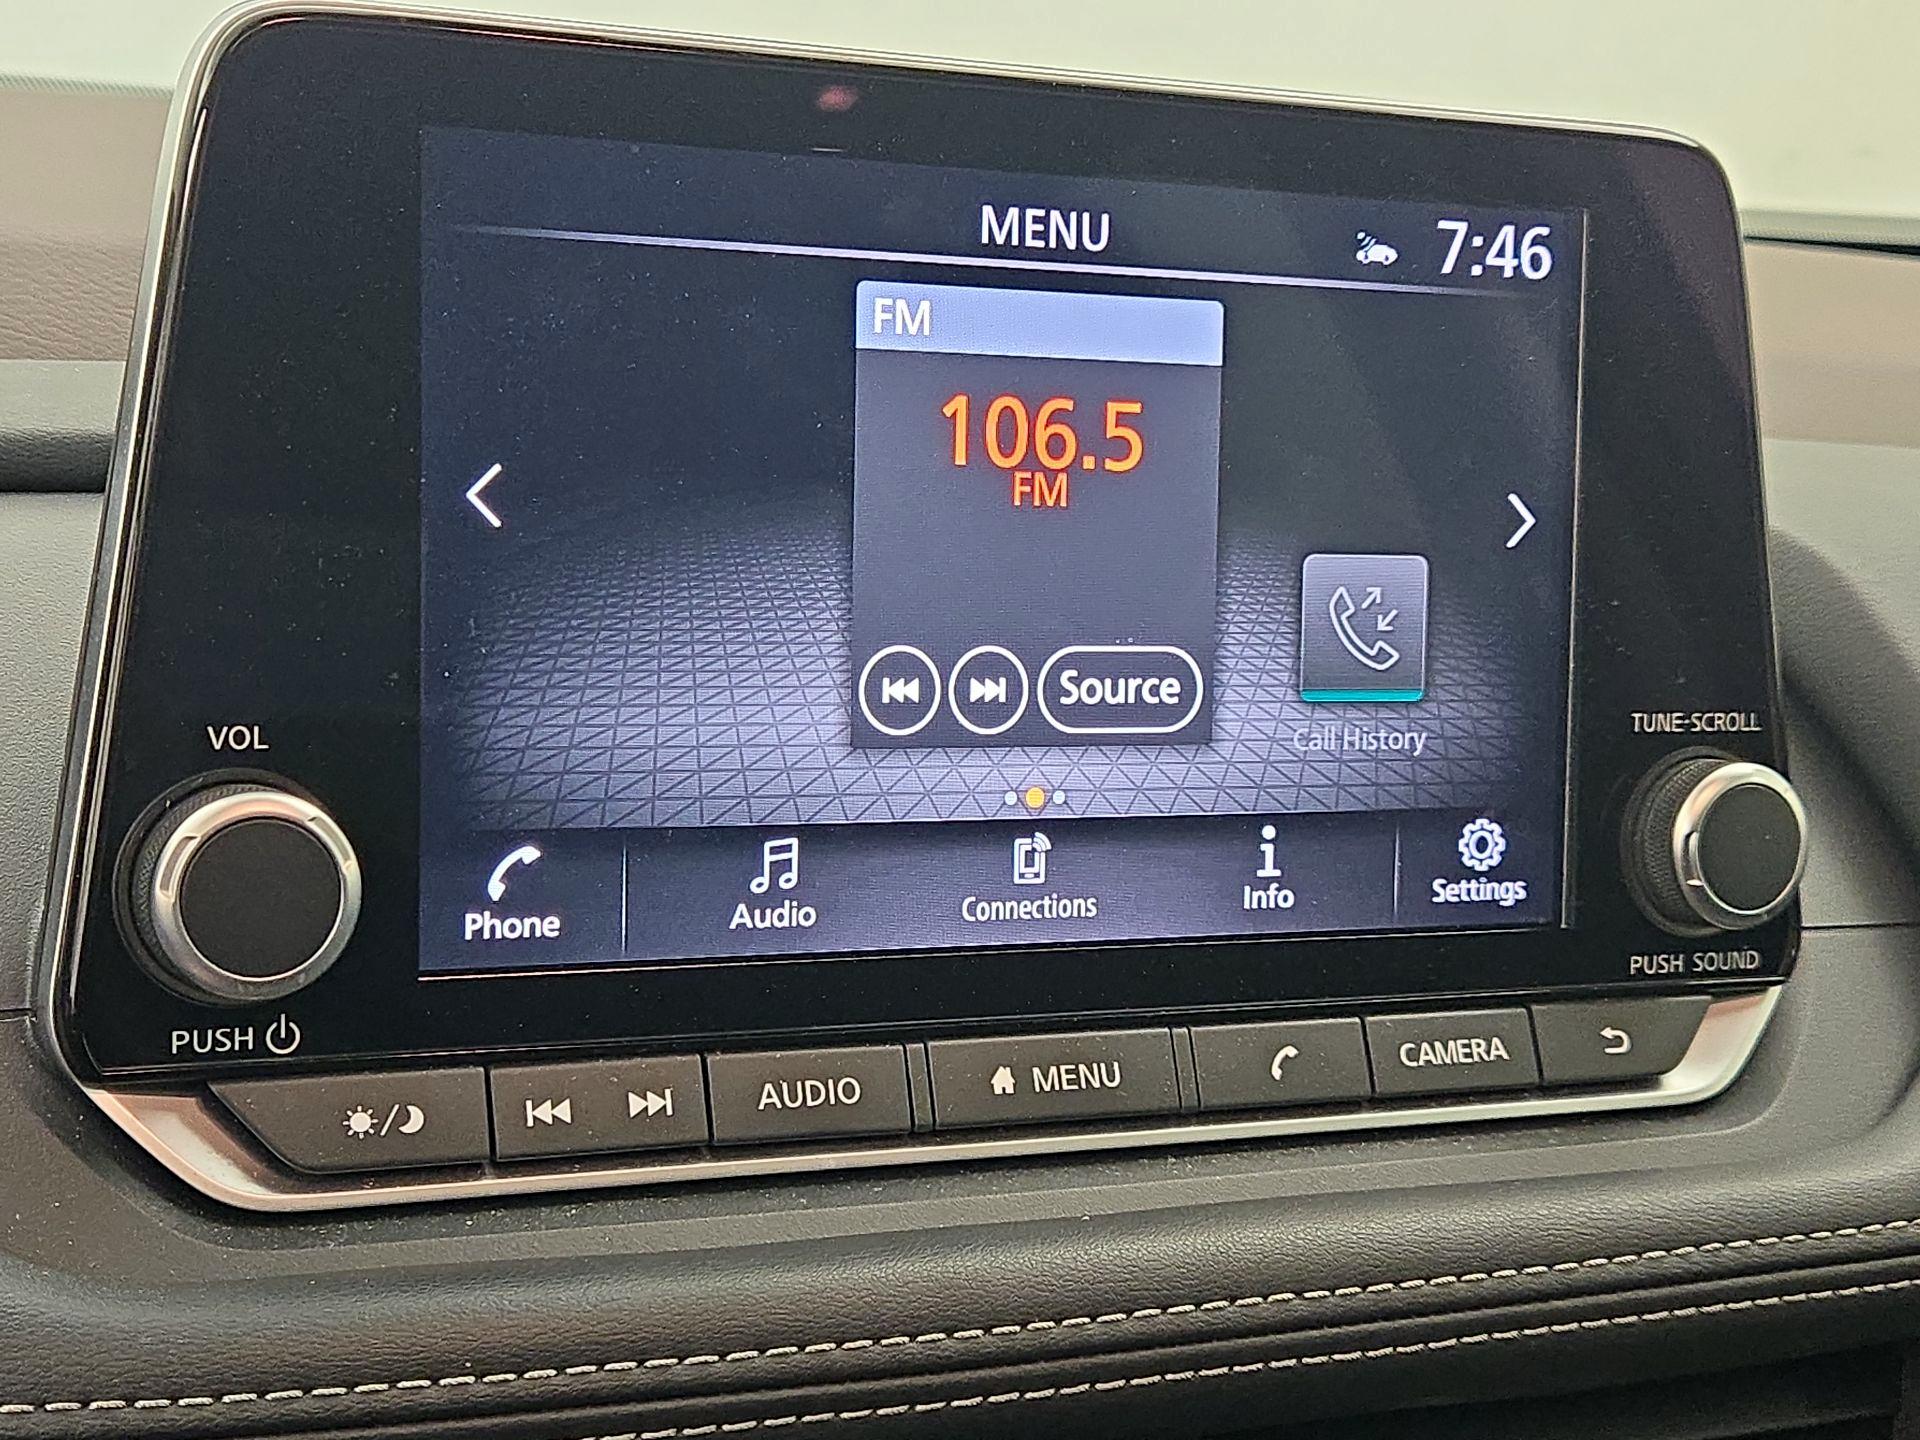 MENU
7:46
FM
106.5
FM
Source
Call History
Phone
Audio
Connections
Info
Settings
VOL
PUSH
TUNE·SCROLL
PUSH SOUND
AUDIO
MENU
CAMERA